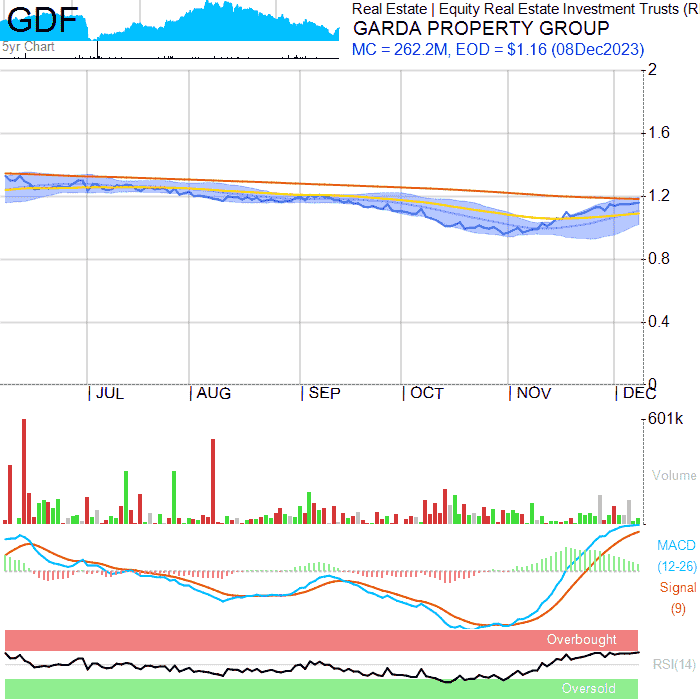 GDF
5yr Chart
Real Estate | Equity Real Estate Investment Trusts (R
GARDA PROPERTY GROUP
MC = 262.2M, EOD = $1.16 (08Dec2023)
2
1.6
1.2
0.8
0.4
0
JUL AUG SEP OCT NOV DEC
601k
Volume
MACD
(12-26)
Signal
(9)
Overbought
RSI(14)
Oversold